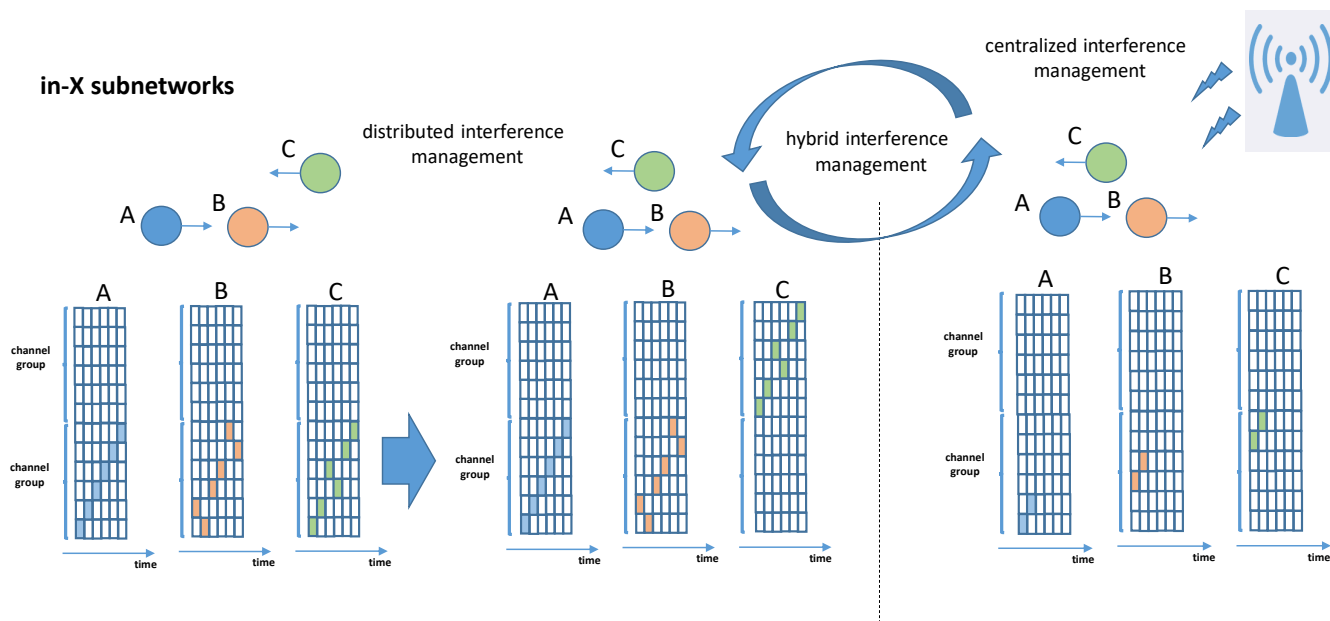 in-X subnetworks
distributed interference
management
hybrid interference
management
centralized interference
management
C
A
B
C
A
B
C
A
B
A
B
C
channel
group
channel
group
time
time
time
A
B
C
channel
group
channel
group
time
time
time
A
B
C
channel
group
channel
group
time
time
time